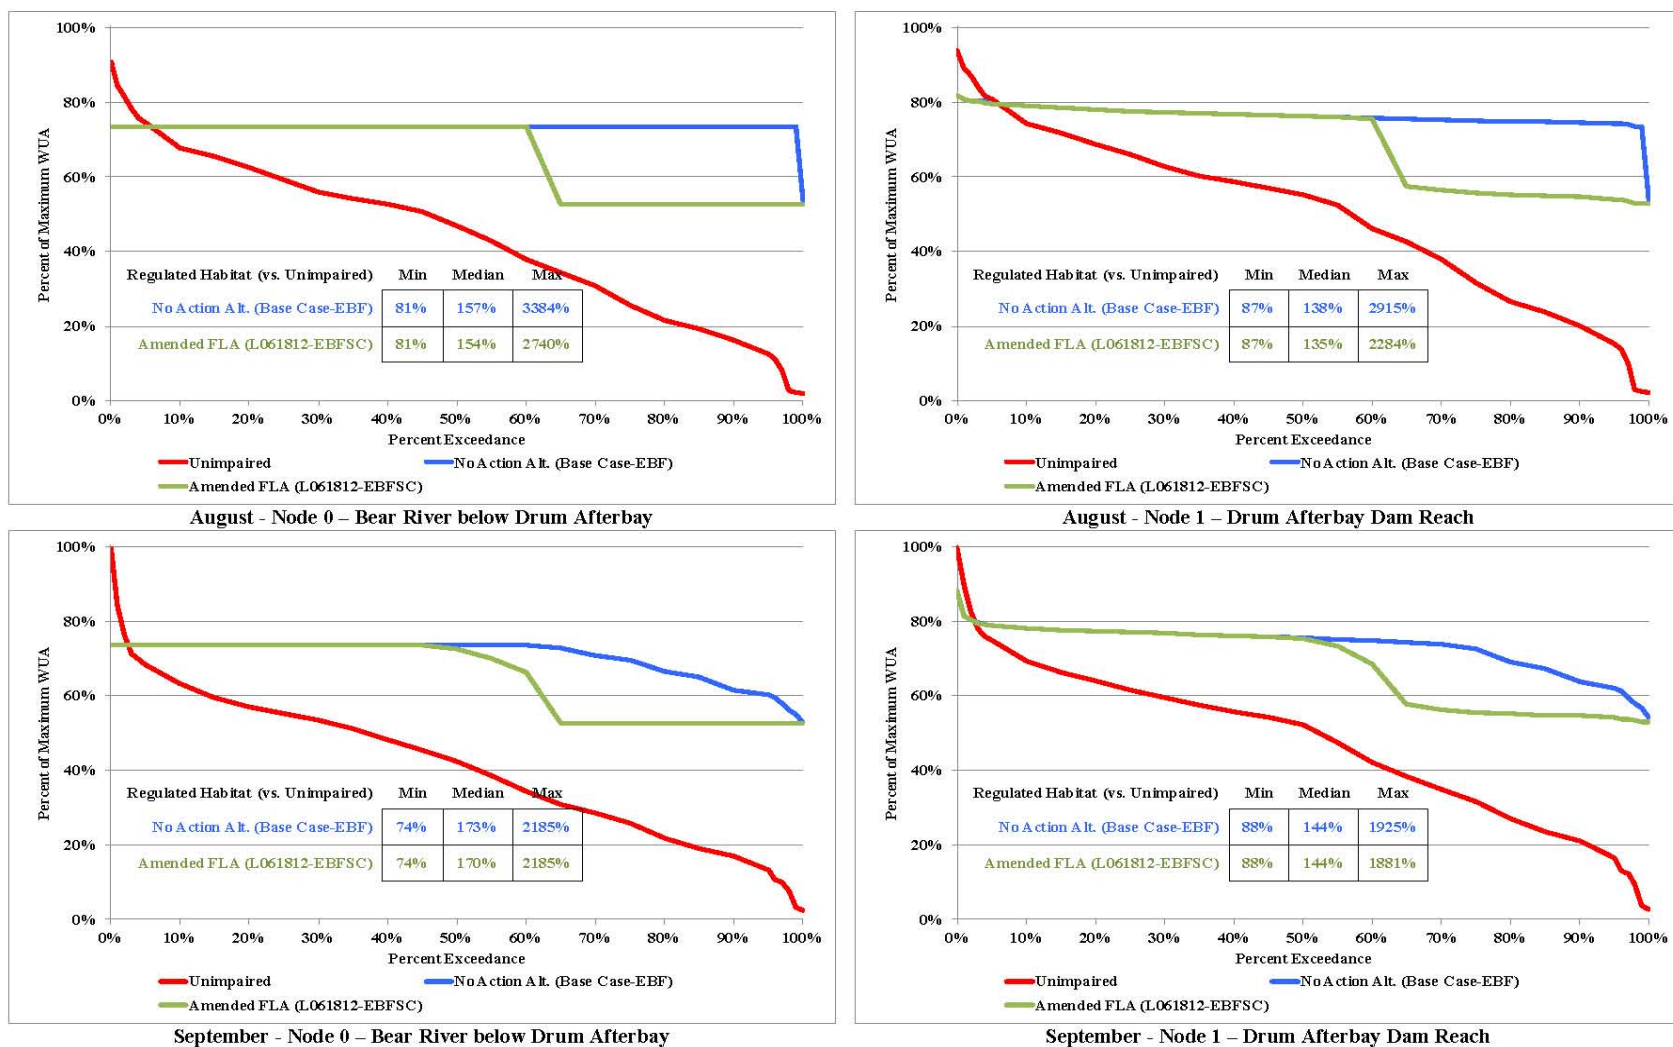 100%
80%
60%
40%
20%
0%
Percent of Maximum WUA
Regulated Habitat (vs. Unimpaired) Min Median Max
No Action Alt. (Base Case-EBF) 81% 157% 3384%
Amended FLA (L061812-EBFSC) 81% 154% 2740%
0% 10% 20% 30% 40% 50% 60% 70% 80% 90% 100%
Percent Exceedance
Unimpaired No Action Alt. (Base Case-EBF)
Amended FLA (L061812-EBFSC)
August - Node 0 – Bear River below Drum Afterbay
100%
80%
60%
40%
20%
0%
Percent of Maximum WUA
Regulated Habitat (vs. Unimpaired) Min Median Max
No Action Alt. (Base Case-EBF) 87% 138% 2915%
Amended FLA (L061812-EBFSC) 87% 135% 2284%
0% 10% 20% 30% 40% 50% 60% 70% 80% 90% 100%
Percent Exceedance
Unimpaired No Action Alt. (Base Case-EBF)
Amended FLA (L061812-EBFSC)
August - Node 1 – Drum Afterbay Dam Reach
100%
80%
60%
40%
20%
0%
Percent of Maximum WUA
Regulated Habitat (vs. Unimpaired) Min Median Max
No Action Alt. (Base Case-EBF) 74% 173% 2185%
Amended FLA (L061812-EBFSC) 74% 170% 2185%
0% 10% 20% 30% 40% 50% 60% 70% 80% 90% 100%
Percent Exceedance
Unimpaired No Action Alt. (Base Case-EBF)
Amended FLA (L061812-EBFSC)
September - Node 0 – Bear River below Drum Afterbay
100%
80%
60%
40%
20%
0%
Percent of Maximum WUA
Regulated Habitat (vs. Unimpaired) Min Median Max
No Action Alt. (Base Case-EBF) 88% 144% 1925%
Amended FLA (L061812-EBFSC) 88% 144% 1881%
0% 10% 20% 30% 40% 50% 60% 70% 80% 90% 100%
Percent Exceedance
Unimpaired No Action Alt. (Base Case-EBF)
Amended FLA (L061812-EBFSC)
September - Node 1 – Drum Afterbay Dam Reach